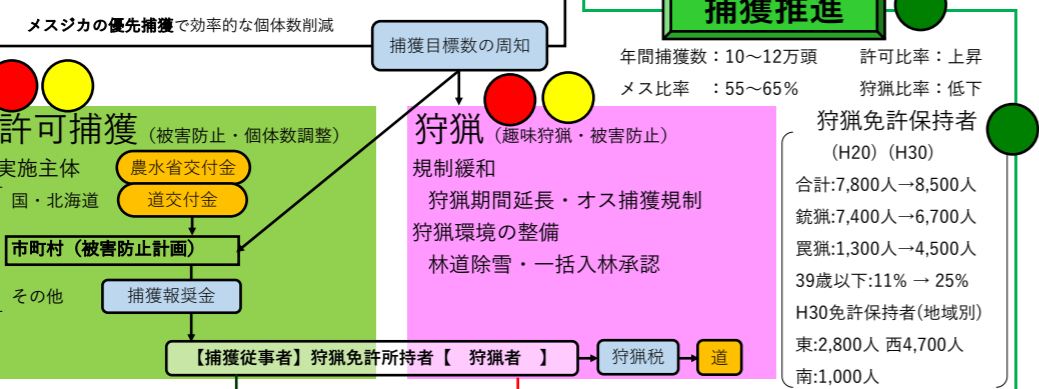 メスジカの優先捕獲で効率的な個体数削減
捕獲目標数の周知
捕獲推進
年間捕獲数：10～12万頭 許可比率：上昇
メス比率 ：55～65% 狩猟比率：低下
許可捕獲（被害防止・個体数調整）
実施主体
農水省交付金
国・北海道
道交付金
市町村（被害防止計画）
その他
捕獲報奨金
狩猟（趣味狩猟・被害防止）
規制緩和
狩猟期間延長・オス捕獲規制
狩猟環境の整備
林道除雪・一括入林承認
狩猟免許保持者
（H20）（H30）
合計:7,800人→8,500人
銃猟:7,400人→6,700人
罠猟:1,300人→4,500人
39歳以下:11% → 25%
H30免許保持者(地域別)
東:2,800人 西4,700人
南:1,000人
【捕獲従事者】狩猟免許所持者【 狩猟者 】
狩猟税
道